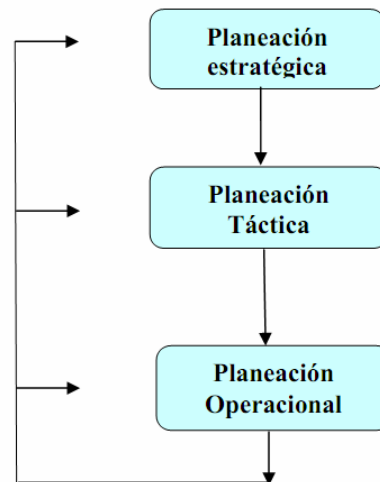 Planeación
estratégica
Planeación
Táctica
Planeación
Operacional